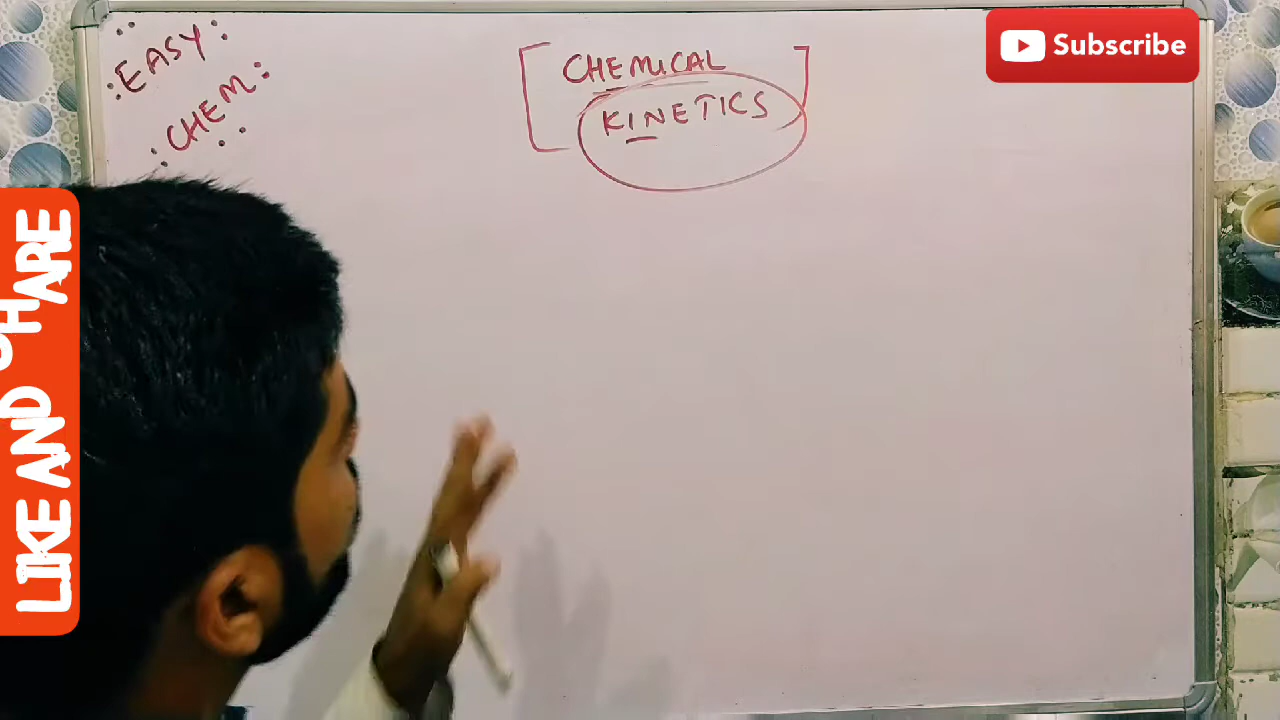 EASY
CHEM
CHEMICAL
KINETICS
Subscribe
LIKE AND SHARE